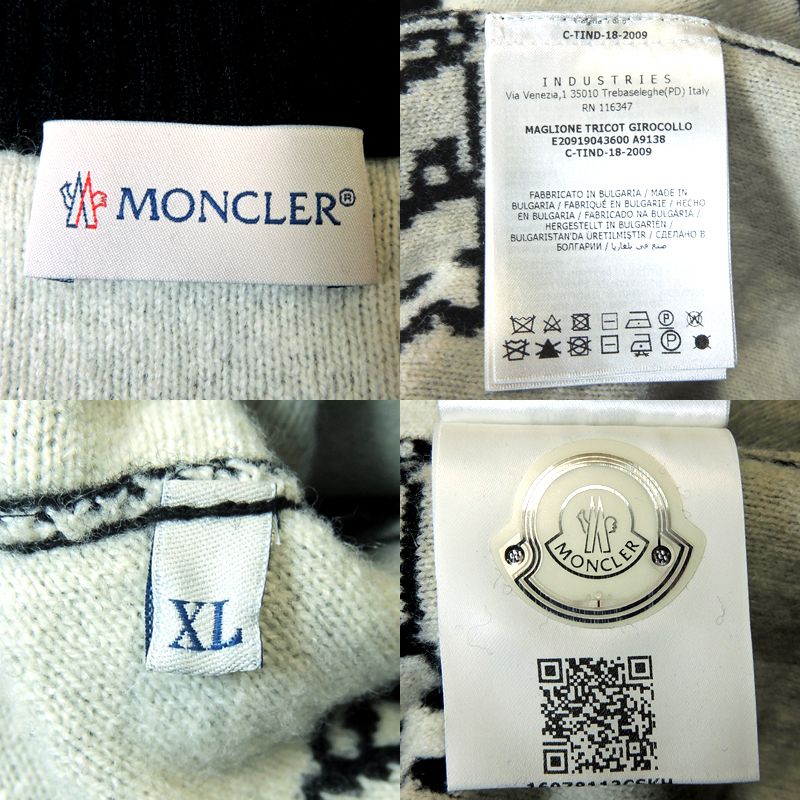 MONCLER®
C-TIND-18-2009
INDUSTRIES
Via Venezia,1 35010 Trebaseleghe(PD) Italy
RN 116347
MAGLIONE TRICOT GIROCOLLO
E20919043600 A9138
C-TIND-18-2009
FABBRICATO IN BULGARIA / MADE IN
BULGARIA / FABRIQUÉ EN BULGARIE / HECHO
EN BULGARIA / FABRICADO NA BULGARIA /
HERGESTELLT IN BULGARIEN /
BULGARISTAN'DA ÜRETILMIŞTIR / СДЕЛАНО В
БОЛГАРИИ / صنع في بلغاريا
XL
MONCLER